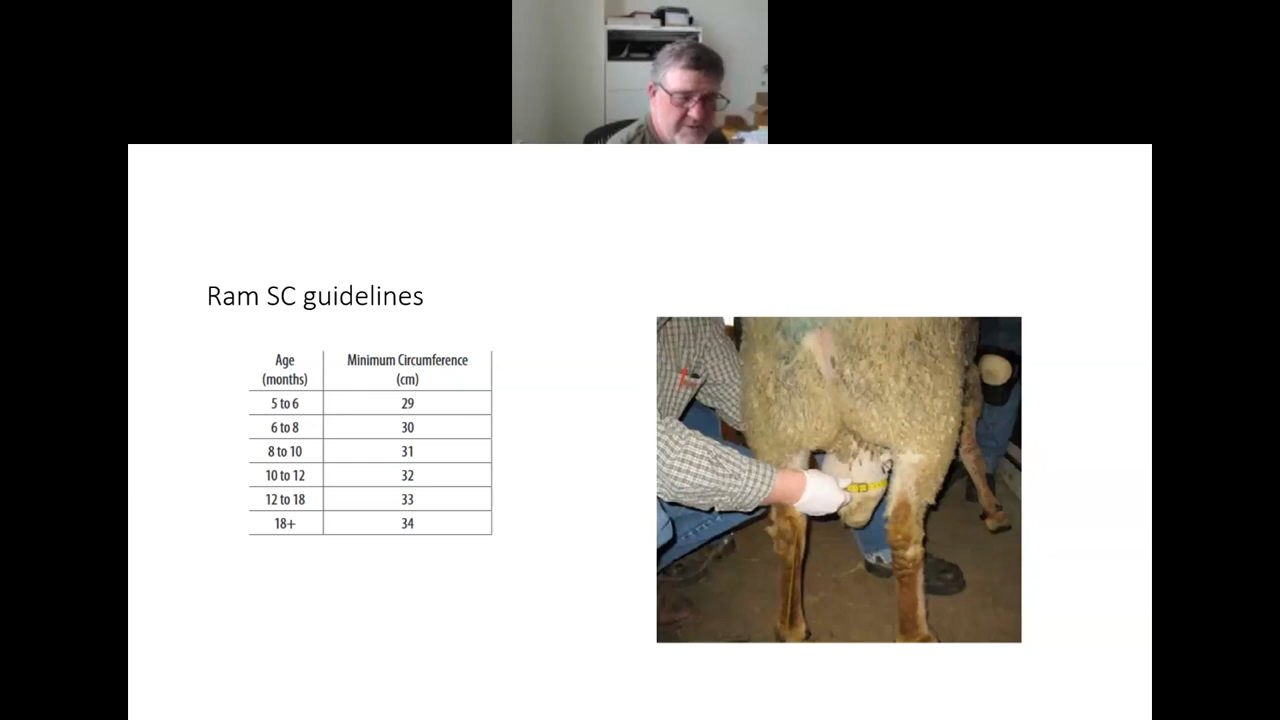 Ram SC guidelines
Age Minimum Circumference
(months) (cm)
5 to 6 29
6 to 8 30
8 to 10 31
10 to 12 32
12 to 18 33
18+ 34